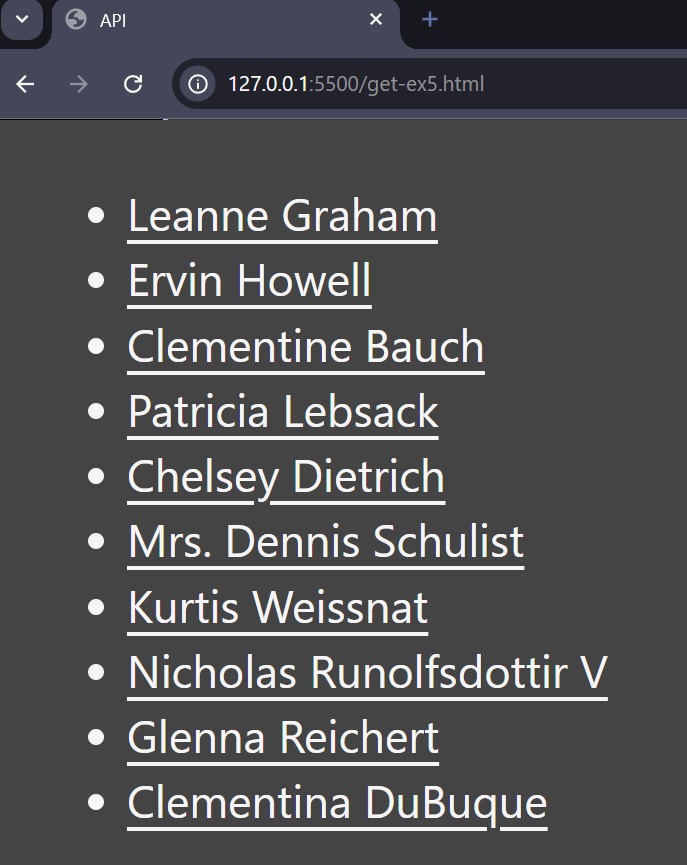 API
127.0.0.1:5500/get-ex5.html
Leanne Graham
Ervin Howell
Clementine Bauch
Patricia Lebsack
Chelsey Dietrich
Mrs. Dennis Schulist
Kurtis Weissnat
Nicholas Runolfsdottir V
Glenna Reichert
Clementina DuBuque